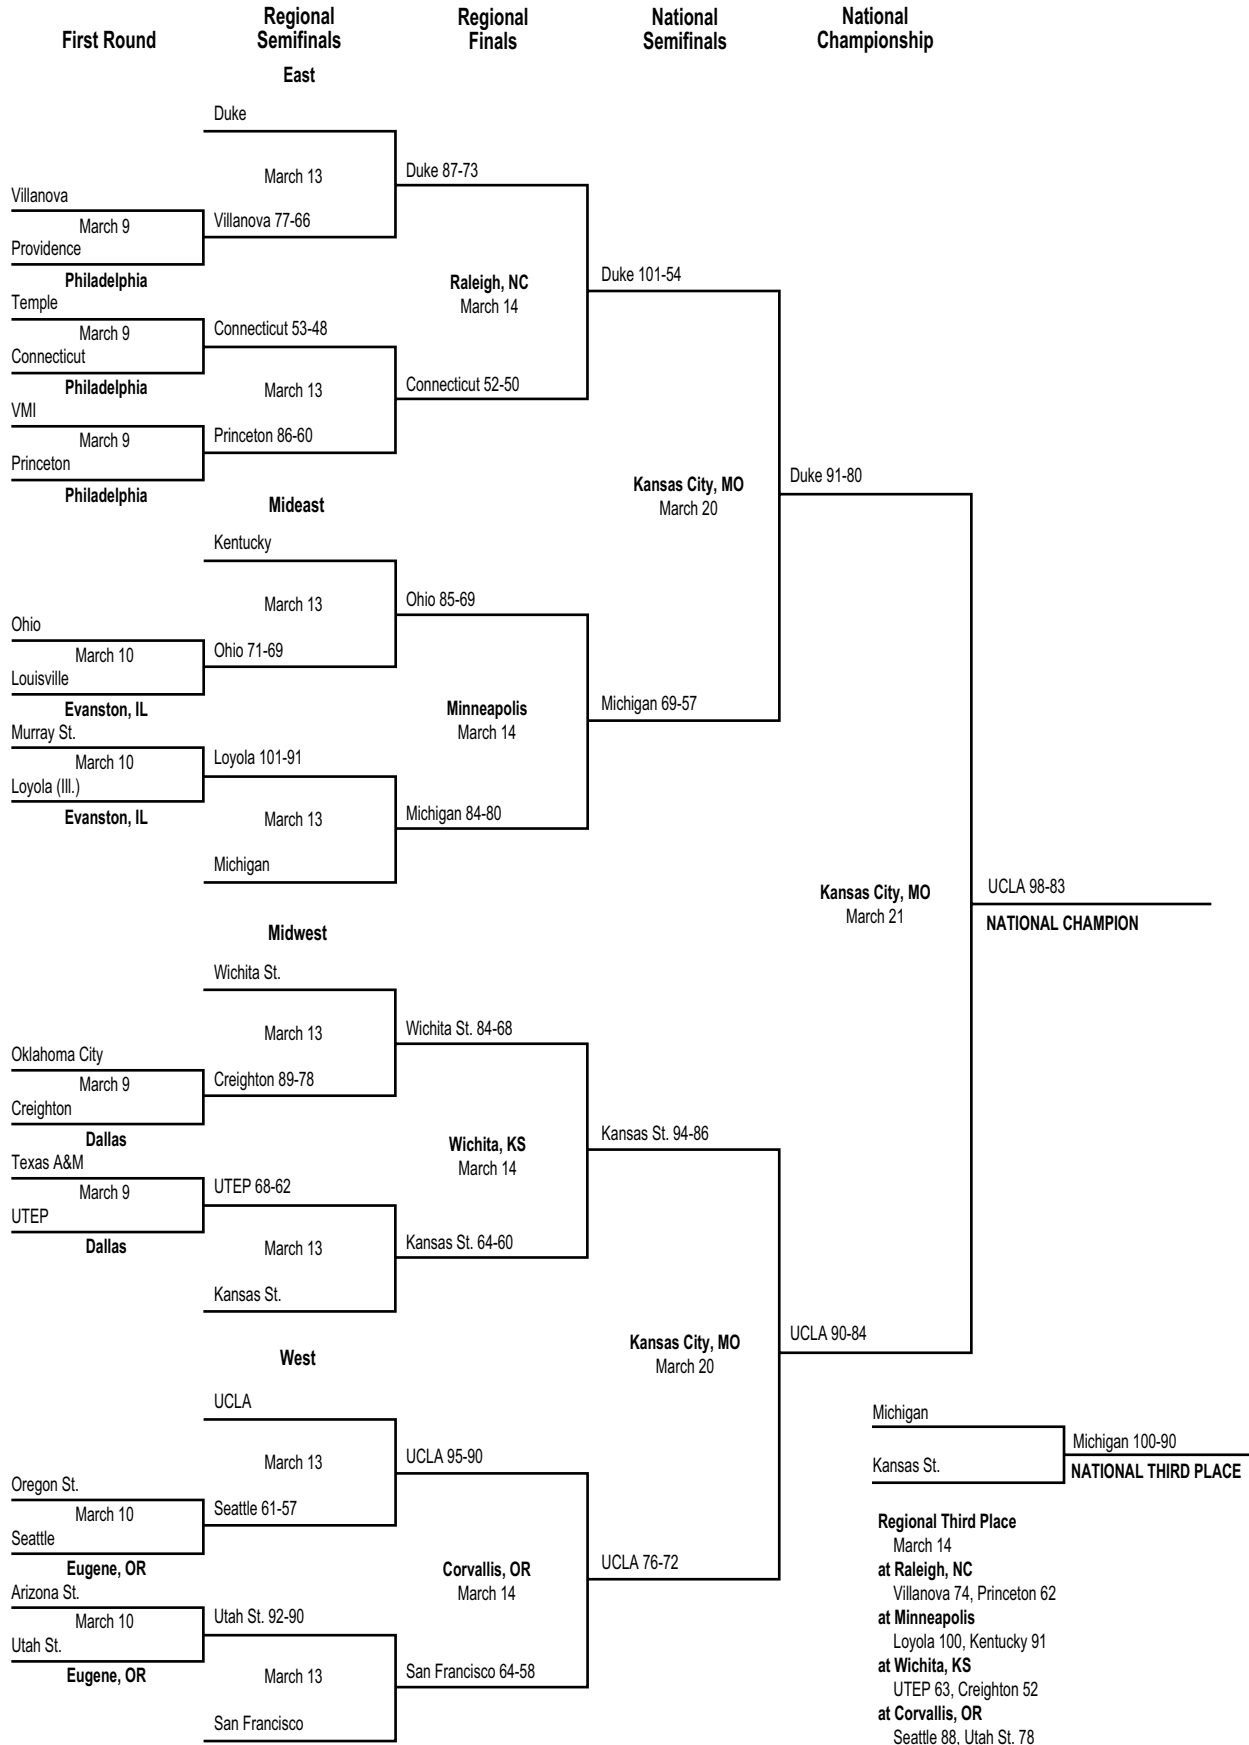 First Round
Regional
Semifinals
Regional
Finals
National
Semifinals
National
Championship
East
Duke
March 13
Duke 87-73
Villanova
March 9
Providence
Philadelphia
Villanova 77-66
Raleigh, NC
March 14
Duke 101-54
Temple
March 9
Connecticut
Philadelphia
Connecticut 53-48
March 13
Connecticut 52-50
VMI
March 9
Princeton
Philadelphia
Princeton 86-60
Kansas City, MO
March 20
Duke 91-80
Mideast
Kentucky
March 13
Ohio 85-69
Ohio
March 10
Louisville
Evanston, IL
Ohio 71-69
Minneapolis
March 14
Michigan 69-57
Murray St.
March 10
Loyola (Ill.)
Evanston, IL
Loyola 101-91
March 13
Michigan 84-80
Michigan
Kansas City, MO
March 21
UCLA 98-83
NATIONAL CHAMPION
Midwest
Wichita St.
March 13
Wichita St. 84-68
Oklahoma City
March 9
Creighton
Dallas
Creighton 89-78
Wichita, KS
March 14
Kansas St. 94-86
Texas A&M
March 9
UTEP
Dallas
UTEP 68-62
March 13
Kansas St. 64-60
Kansas St.
Kansas City, MO
March 20
UCLA 90-84
West
UCLA
March 13
UCLA 95-90
Oregon St.
March 10
Seattle
Eugene, OR
Seattle 61-57
Corvallis, OR
March 14
UCLA 76-72
Arizona St.
March 10
Utah St.
Eugene, OR
Utah St. 92-90
March 13
San Francisco 64-58
San Francisco
Michigan
Kansas St.
Michigan 100-90
NATIONAL THIRD PLACE
Regional Third Place
March 14
at Raleigh, NC
Villanova 74, Princeton 62
at Minneapolis
Loyola 100, Kentucky 91
at Wichita, KS
UTEP 63, Creighton 52
at Corvallis, OR
Seattle 88, Utah St. 78